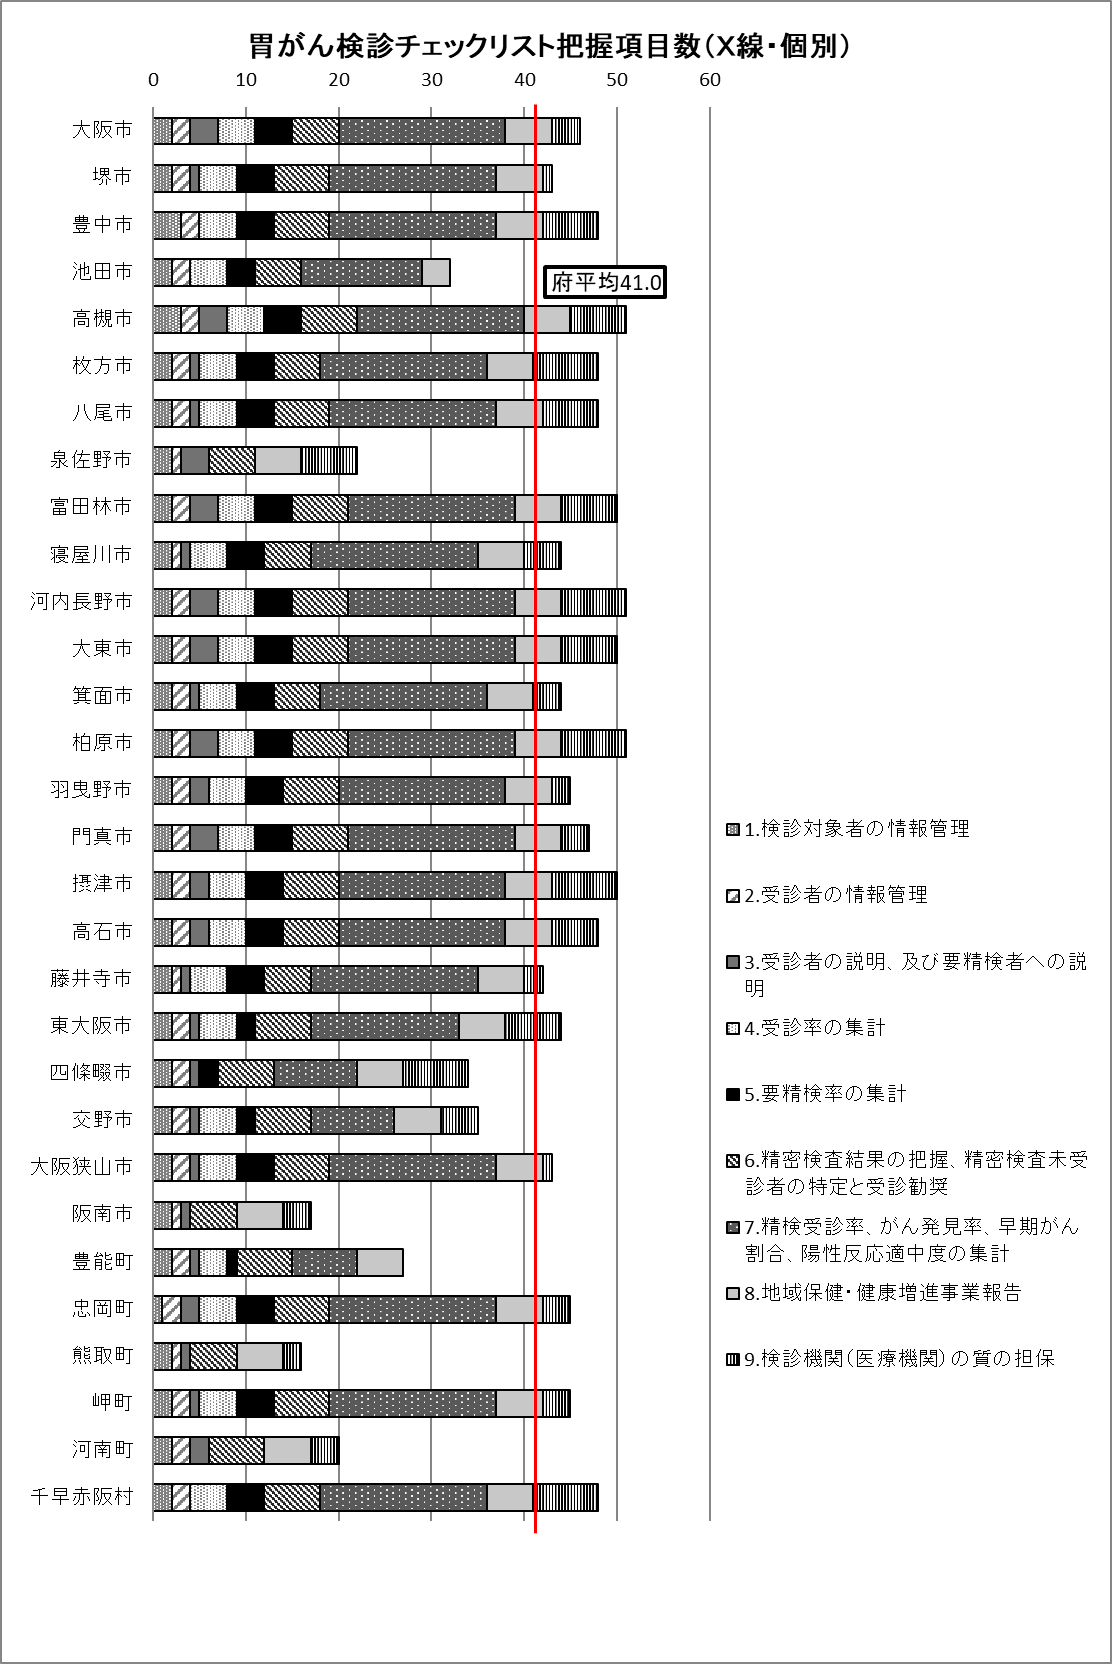 胃がん検診チェックリスト把握項目数（X線・個別）
0 10 20 30 40 50 60
大阪市
堺市
豊中市
池田市
府平均41.0
高槻市
枚方市
八尾市
泉佐野市
富田林市
寝屋川市
河内長野市
大東市
箕面市
柏原市
羽曳野市
門真市
摂津市
高石市
藤井寺市
東大阪市
四條畷市
交野市
大阪狭山市
阪南市
豊能町
忠岡町
熊取町
岬町
河南町
千早赤阪村
1.検診対象者の情報管理
2.受診者の情報管理
3.受診者の説明、及び要精検者への説
明
4.受診率の集計
5.要精検率の集計
6.精密検査結果の把握、精密検査未受
診者の特定と受診勧奨
7.精検受診率、がん発見率、早期がん
割合、陽性反応適中度の集計
8.地域保健・健康増進事業報告
9.検診機関（医療機関）の質の担保